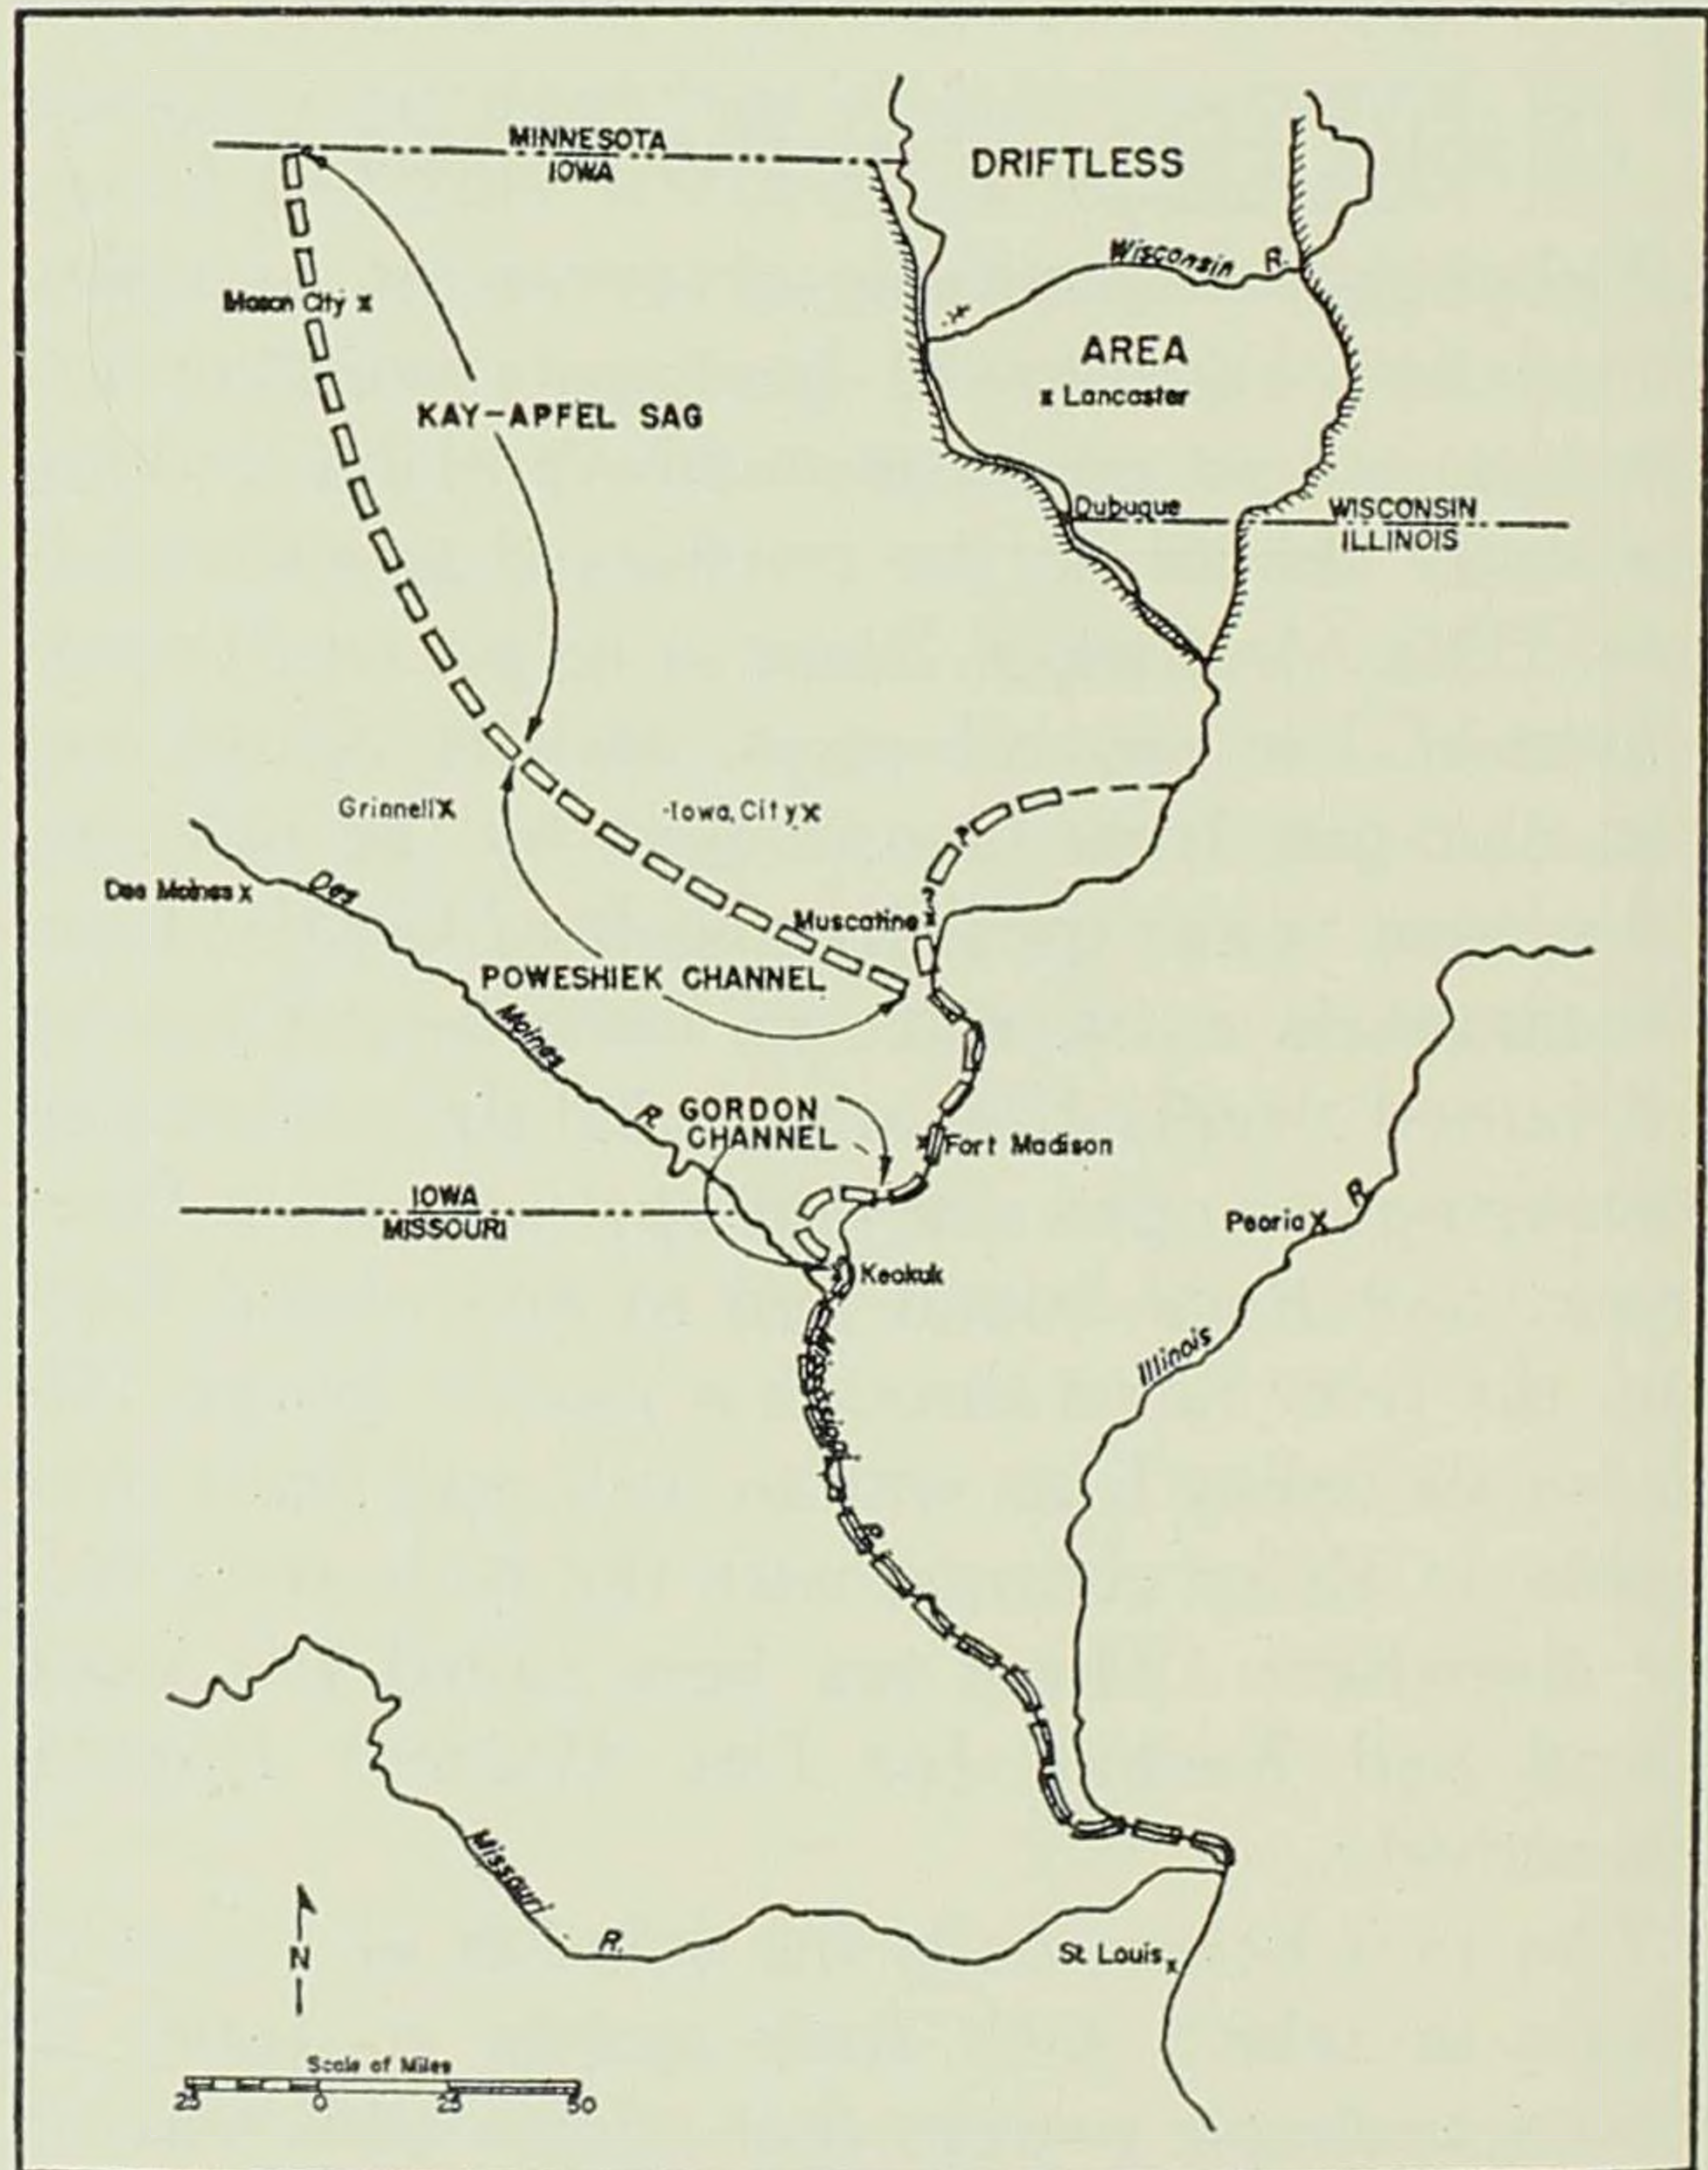 MINNESOTA
IOWA
DRIFTLESS
Wisconsin R.
Mason City x
AREA
x Lancaster
KAY-APFEL SAG
Dubuque
WISCONSIN
ILLINOIS
Grinnell x
Iowa City x
?
Des Moines x
Des Moines R.
?
Muscatine x
POWESHIEK CHANNEL
GORDON
CHANNEL
x Fort Madison
IOWA
MISSOURI
Peoria x
R.
Keokuk
Illinois
R.
Missouri R.
N
St Louis x
Scale of Miles
25 0 25 50